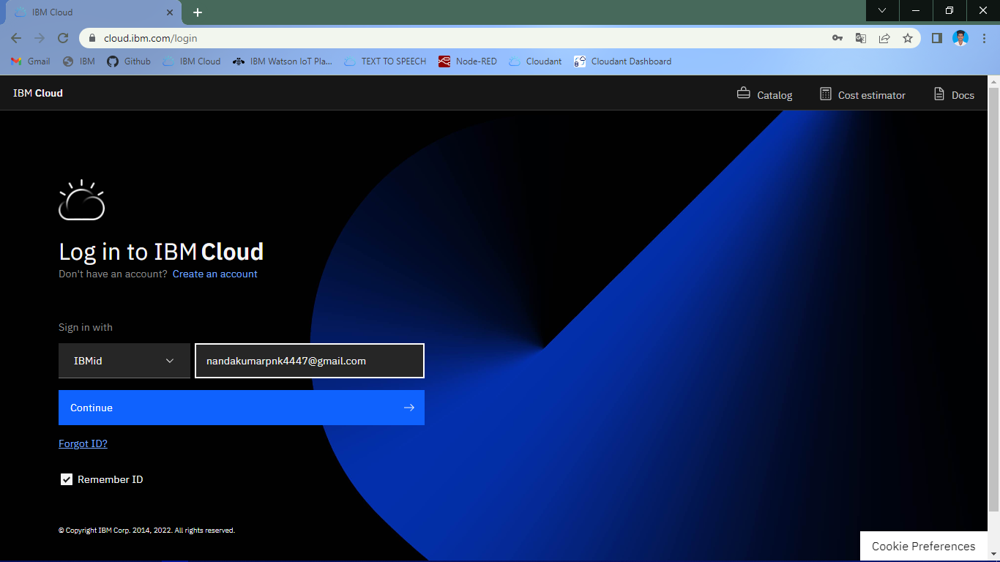 IBM Cloud
cloud.ibm.com/login
Gmail IBM Github IBM Cloud IBM Watson IoT Pla... TEXT TO SPEECH Node-RED Cloudant Cloudant Dashboard
IBM Cloud Catalog Cost estimator Docs
Log in to IBM Cloud
Don't have an account? Create an account
Sign in with
IBMid nandakumarpnk4447@gmail.com
Continue
Forgot ID?
Remember ID
© Copyright IBM Corp. 2014, 2022. All rights reserved.
Cookie Preferences